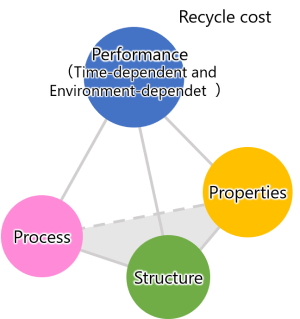 Recycle cost
Performance
（Time-dependent and
Environment-dependet ）
Properties
Process
Structure